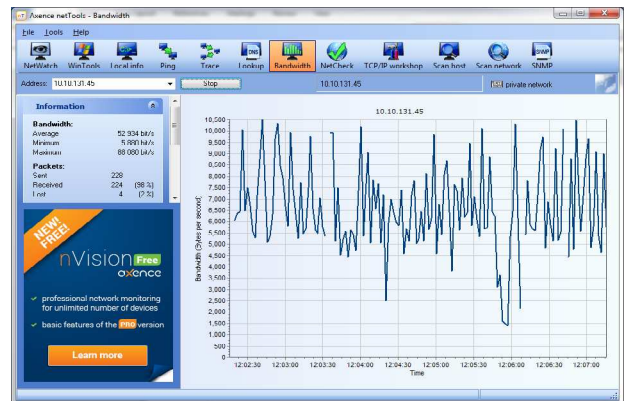 Axence netTools - Bandwidth
File Tools Help
NetWatch WinTools Local info Ping Trace Lookup Bandwidth NetCheck TCP/IP workshop Scan host Scan network SNMP
DNS
SNMP
Address: 10.10.131.45 Stop 10.10.131.45 private network
Information
Bandwidth:
Average 52 934 bit/s
Minimum 5 880 bit/s
Maximum 88 080 bit/s
Packets:
Sent 228
Received 224 (98 %)
Lost 4 (2 %)
NEW!
FREE!
nVision Free
axence
professional network monitoring
for unlimited number of devices
basic features of the PRO version
Learn more
10.10.131.45
Bandwidth (Bytes per second)
10,500
10,000
9,500
9,000
8,500
8,000
7,500
7,000
6,500
6,000
5,500
5,000
4,500
4,000
3,500
3,000
2,500
2,000
1,500
1,000
500
0
12:02:30 12:03:00 12:03:30 12:04:00 12:04:30 12:05:00 12:05:30 12:06:00 12:06:30 12:07:00
Time